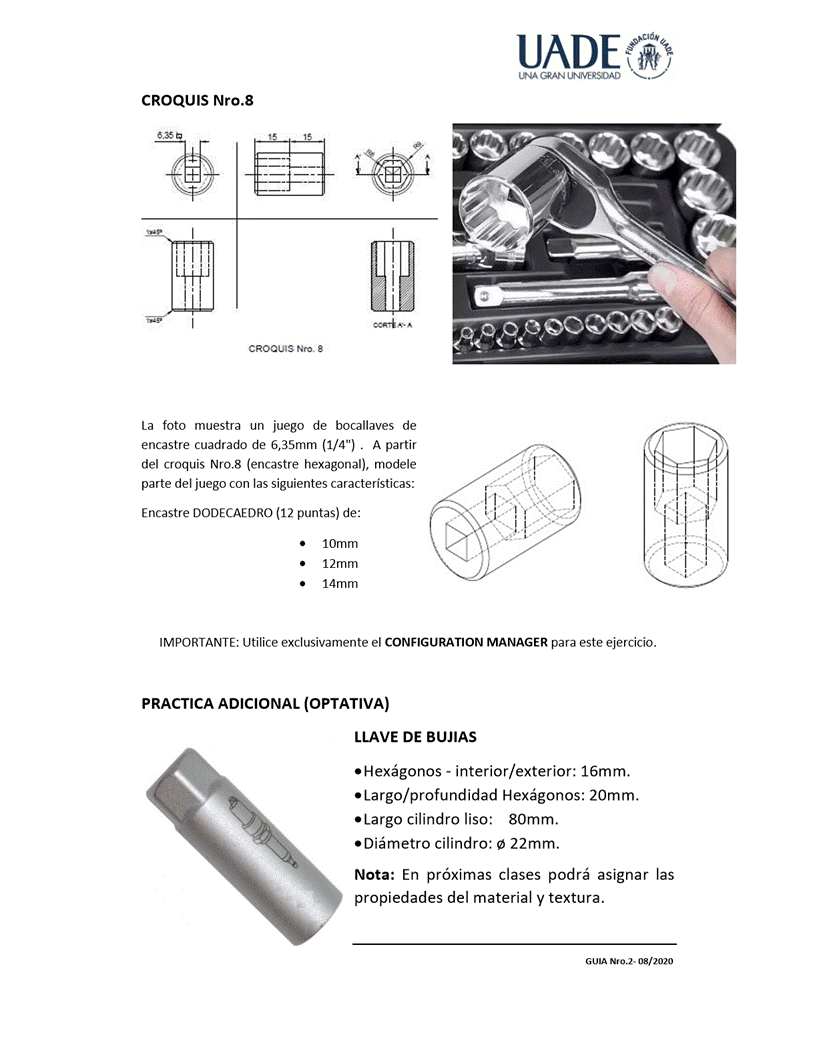 UADE
UNA GRAN UNIVERSIDAD
FUNDACIÓN UADE
CROQUIS Nro.8
6,35
15
15
R6
R9
A'
A
1x45º
1x45º
CORTE A'- A
CROQUIS Nro. 8
La foto muestra un juego de bocallaves de
encastre cuadrado de 6,35mm (1/4") . A partir
del croquis Nro.8 (encastre hexagonal), modele
parte del juego con las siguientes características:
Encastre DODECAEDRO (12 puntas) de:
• 10mm
• 12mm
• 14mm
IMPORTANTE: Utilice exclusivamente el CONFIGURATION MANAGER para este ejercicio.
PRACTICA ADICIONAL (OPTATIVA)
LLAVE DE BUJIAS
•Hexágonos - interior/exterior: 16mm.
•Largo/profundidad Hexágonos: 20mm.
•Largo cilindro liso: 80mm.
•Diámetro cilindro: ø 22mm.
Nota: En próximas clases podrá asignar las
propiedades del material y textura.
GUIA Nro.2- 08/2020